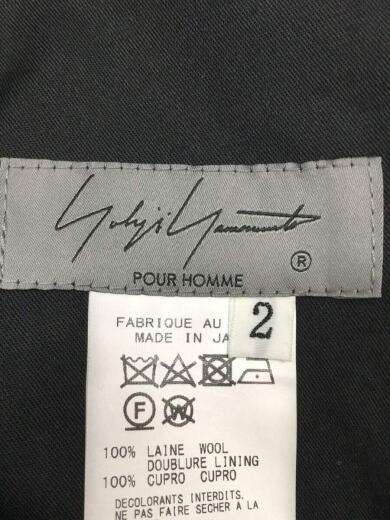 Yohji Yamamoto
®
POUR HOMME
FABRIQUE AU
MADE IN
2
F W
100% LAINE WOOL
DOUBLURE LINING
100% CUPRO CUPRO
DECOLORANTS INTERDITS.
NE PAS FAIRE SECHER A LA